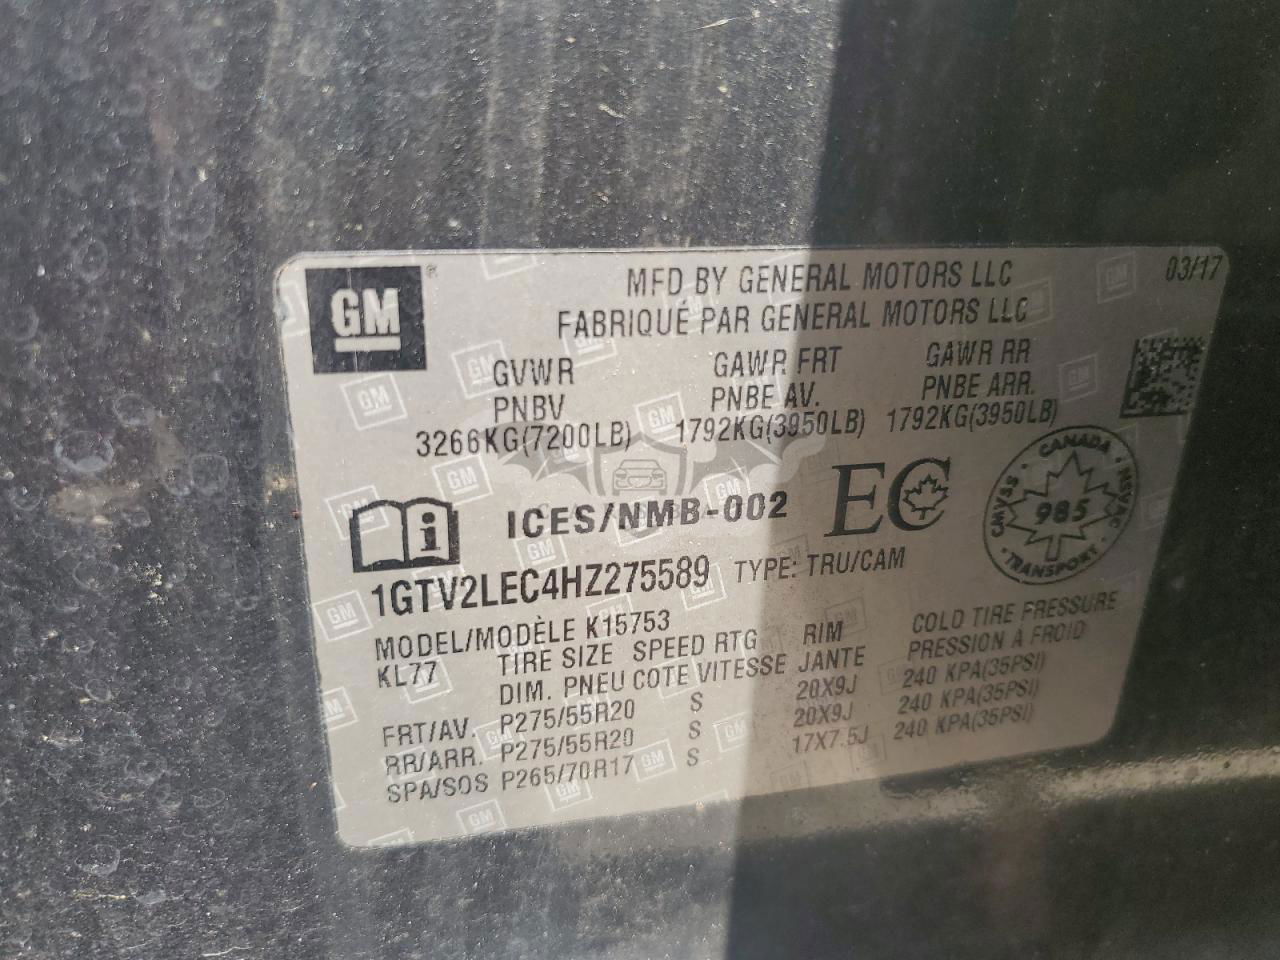 GM
MFD BY GENERAL MOTORS LLC
03/17
FABRIQUÉ PAR GENERAL MOTORS LLC
GVWR GAWR FRT GAWR RR
PNBV PNBE AV. PNBE ARR.
3266KG(7200LB) 1792KG(3950LB) 1792KG(3950LB)
i ICES/NMB-002 EC
CANADA
CMVSS 985 NSVAC
TRANSPORT
1GTV2LEC4HZ275589 TYPE: TRU/CAM
MODEL/MODÈLE K15753
KL77 TIRE SIZE SPEED RTG RIM COLD TIRE PRESSURE
DIM. PNEU COTE VITESSE JANTE PRESSION A FROID
FRT/AV. P275/55R20 S 20X9J 240 KPA(35PSI)
RR/ARR. P275/55R20 S 20X9J 240 KPA(35PSI)
SPA/SOS P265/70R17 S 17X7.5J 240 KPA(35PSI)